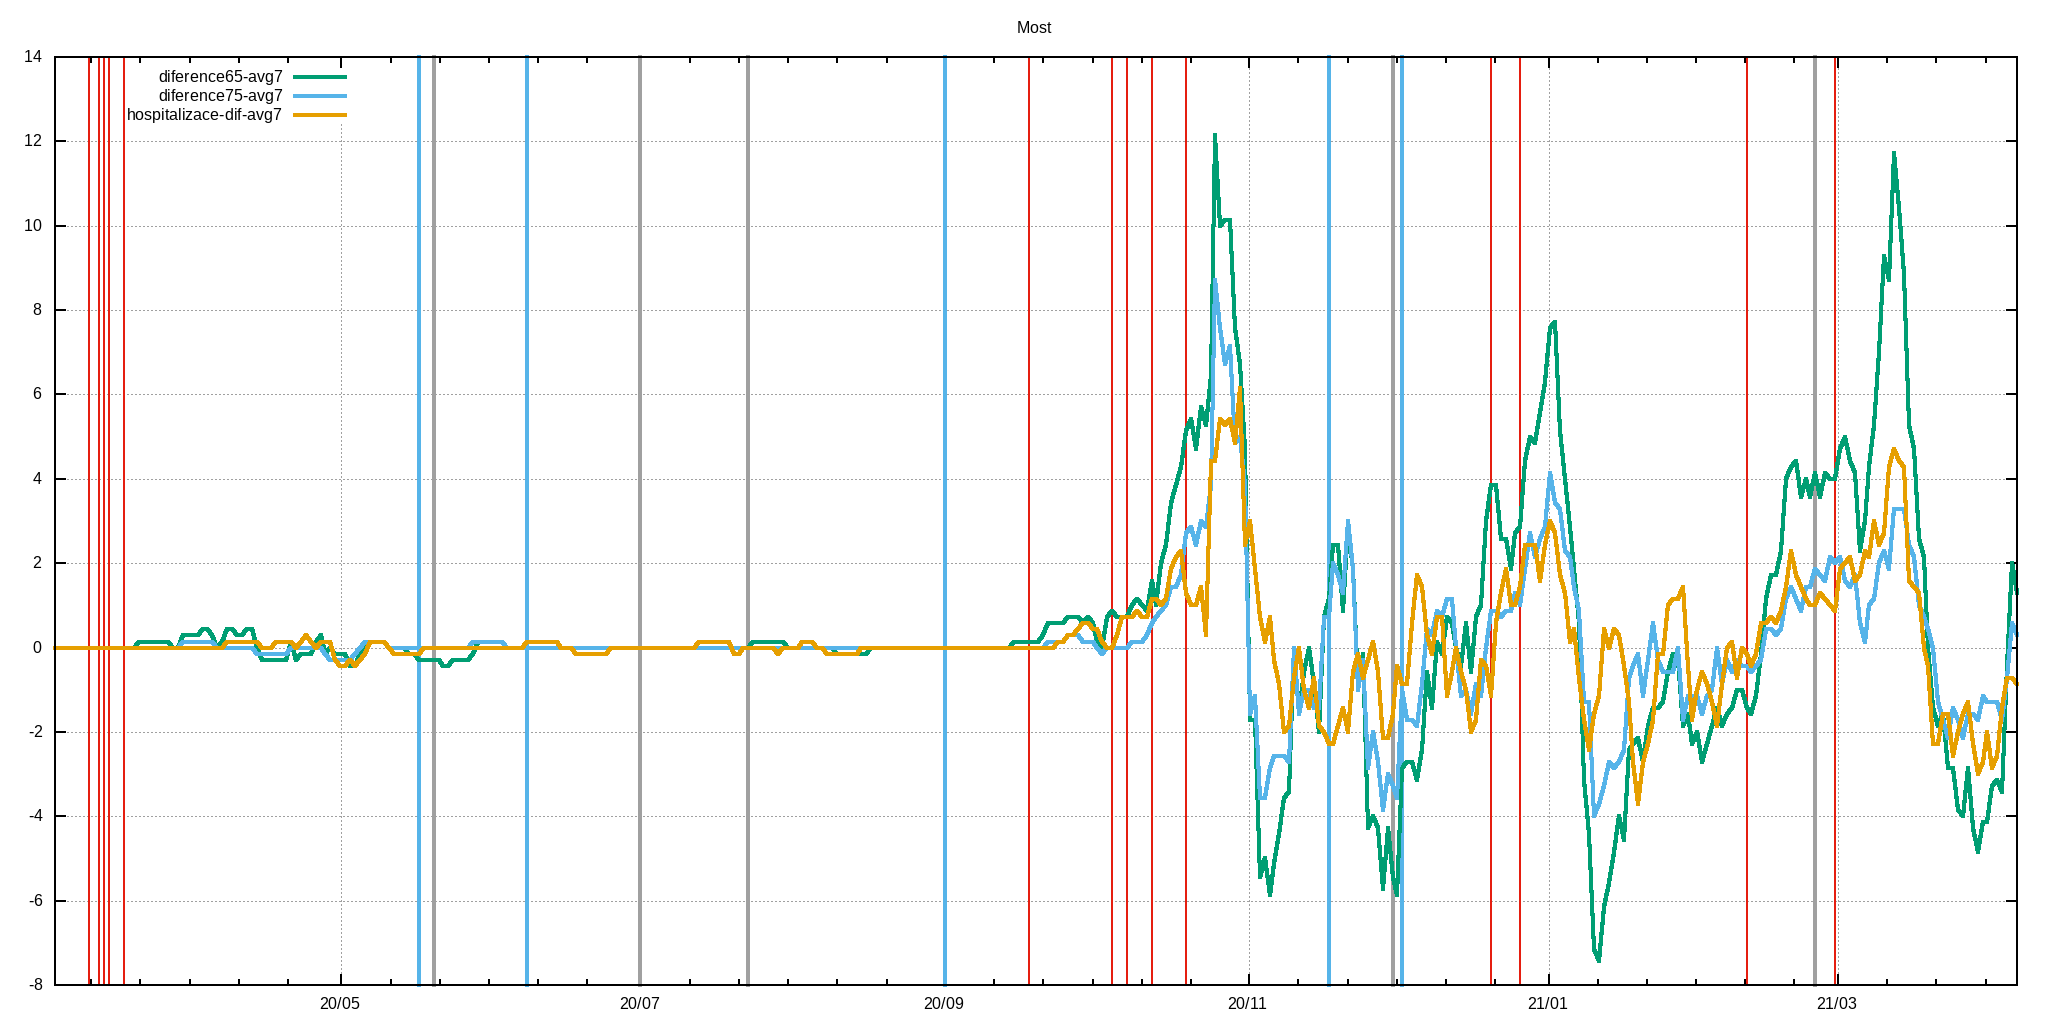 Most
diference65-avg7
diference75-avg7
hospitalizace-dif-avg7
14
12
10
8
6
4
2
0
-2
-4
-6
-8
20/05 20/07 20/09 20/11 21/01 21/03